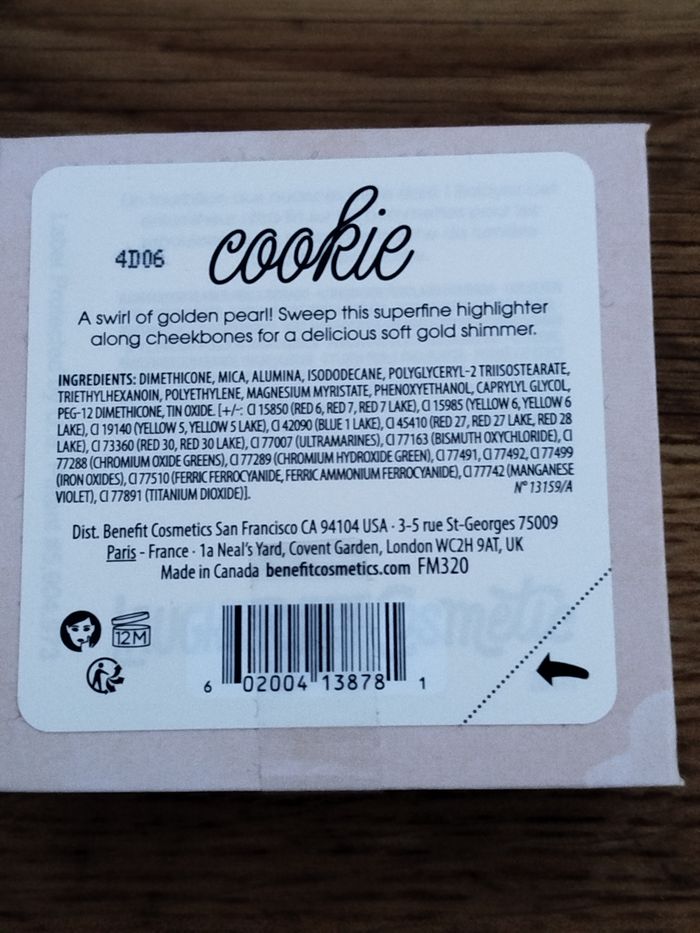 cookie
4D06
A swirl of golden pearl! Sweep this superfine highlighter
along cheekbones for a delicious soft gold shimmer.
INGREDIENTS: DIMETHICONE, MICA, ALUMINA, ISODODECANE, POLYGLYCERYL-2 TRIISOSTEARATE,
TRIETHYLHEXANOIN, POLYETHYLENE, MAGNESIUM MYRISTATE, PHENOXYETHANOL, CAPRYLYL GLYCOL,
PEG-12 DIMETHICONE, TIN OXIDE. [+/-: CI 15850 (RED 6, RED 7, RED 7 LAKE), CI 15985 (YELLOW 6, YELLOW 6
LAKE), CI 19140 (YELLOW 5, YELLOW 5 LAKE), CI 42090 (BLUE 1 LAKE), CI 45410 (RED 27, RED 27 LAKE, RED 28
LAKE), CI 73360 (RED 30, RED 30 LAKE), CI 77007 (ULTRAMARINES), CI 77163 (BISMUTH OXYCHLORIDE), CI
77288 (CHROMIUM OXIDE GREENS), CI 77289 (CHROMIUM HYDROXIDE GREEN), CI 77491, CI 77492, CI 77499
(IRON OXIDES), CI 77510 (FERRIC FERROCYANIDE, FERRIC AMMONIUM FERROCYANIDE), CI 77742 (MANGANESE
VIOLET), CI 77891 (TITANIUM DIOXIDE)].
N° 13159/A
Dist. Benefit Cosmetics San Francisco CA 94104 USA · 3-5 rue St-Georges 75009
Paris - France · 1a Neal's Yard, Covent Garden, London WC2H 9AT, UK
Made in Canada benefitcosmetics.com FM320
12M
6 02004 13878 1